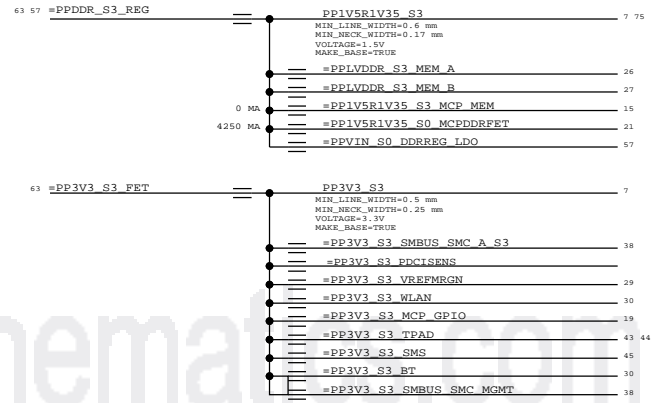 63 57 =PPDDR_S3_REG
PP1V5R1V35_S3 7 75
MIN_LINE_WIDTH=0.6 mm
MIN_NECK_WIDTH=0.17 mm
VOLTAGE=1.5V
MAKE_BASE=TRUE
=PPLVDDR_S3_MEM_A 26
=PPLVDDR_S3_MEM_B 27
0 MA =PP1V5R1V35_S3_MCP_MEM 15
4250 MA =PP1V5R1V35_S0_MCPDDRFET 21
=PPVIN_S0_DDRREG_LDO 57
63 =PP3V3_S3_FET
PP3V3_S3 7
MIN_LINE_WIDTH=0.5 mm
MIN_NECK_WIDTH=0.25 mm
VOLTAGE=3.3V
MAKE_BASE=TRUE
=PP3V3_S3_SMBUS_SMC_A_S3 38
=PP3V3_S3_PDCISENS
=PP3V3_S3_VREFMRGN 29
=PP3V3_S3_WLAN 30
=PP3V3_S3_MCP_GPIO 19
=PP3V3_S3_TPAD 43 44
=PP3V3_S3_SMS 45
=PP3V3_S3_BT 30
=PP3V3_S3_SMBUS_SMC_MGMT 38
hematics.com